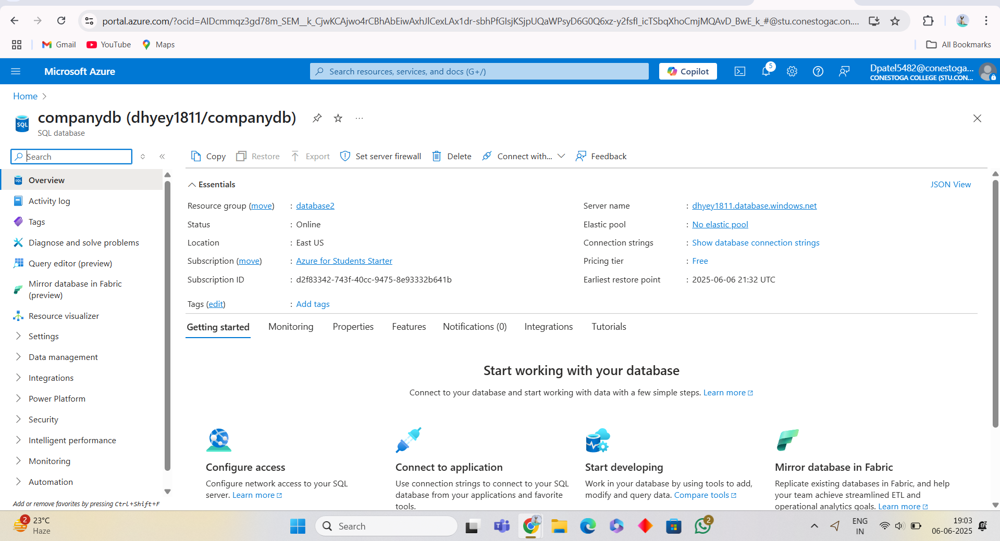 portal.azure.com/?ocid=AIDcmmqz3gd78m_SEM__k_CjwKCAjwo4rCBhAbEiwAxhJlCexLAx1dr-sbhPfGIsjKSjpUQaWPsyD6G0Q6xz-y2fsfI_icTSbqXhoCmjMQAvD_BwE_k_#@stu.conestogac.on....
Gmail
YouTube
Maps
All Bookmarks
Microsoft Azure
Search resources, services, and docs (G+/)
Copilot
5
Dpatel5482@conestoga...
CONESTOGA COLLEGE (STU.CON...
Home
SQL
companydb (dhyey1811/companydb)
...
SQL database
Search
Copy
Restore
Export
Set server firewall
Delete
Connect with...
Feedback
Overview
Activity log
Tags
Diagnose and solve problems
Query editor (preview)
Mirror database in Fabric
(preview)
Resource visualizer
Settings
Data management
Integrations
Power Platform
Security
Intelligent performance
Monitoring
Automation
Add or remove favorites by pressing Ctrl+Shift+F
Essentials
JSON View
Resource group (move) : database2
Status : Online
Location : East US
Subscription (move) : Azure for Students Starter
Subscription ID : d2f83342-743f-40cc-9475-8e93332b641b
Tags (edit) : Add tags
Server name : dhyey1811.database.windows.net
Elastic pool : No elastic pool
Connection strings : Show database connection strings
Pricing tier : Free
Earliest restore point : 2025-06-06 21:32 UTC
Getting started
Monitoring
Properties
Features
Notifications (0)
Integrations
Tutorials
Start working with your database
Connect to your database and start working with data with a few simple steps. Learn more
Configure access
Configure network access to your SQL
server. Learn more
Connect to application
Use connection strings to connect to your SQL
database from your applications and favorite
tools.
Start developing
Work in your database by using tools to add,
modify and query data. Compare tools
Mirror database in Fabric
Replicate existing databases in Fabric, and help
your team achieve streamlined ETL and
operational analytics goals. Learn more
2
23°C
Haze
Search
2
ENG
IN
19:03
06-06-2025